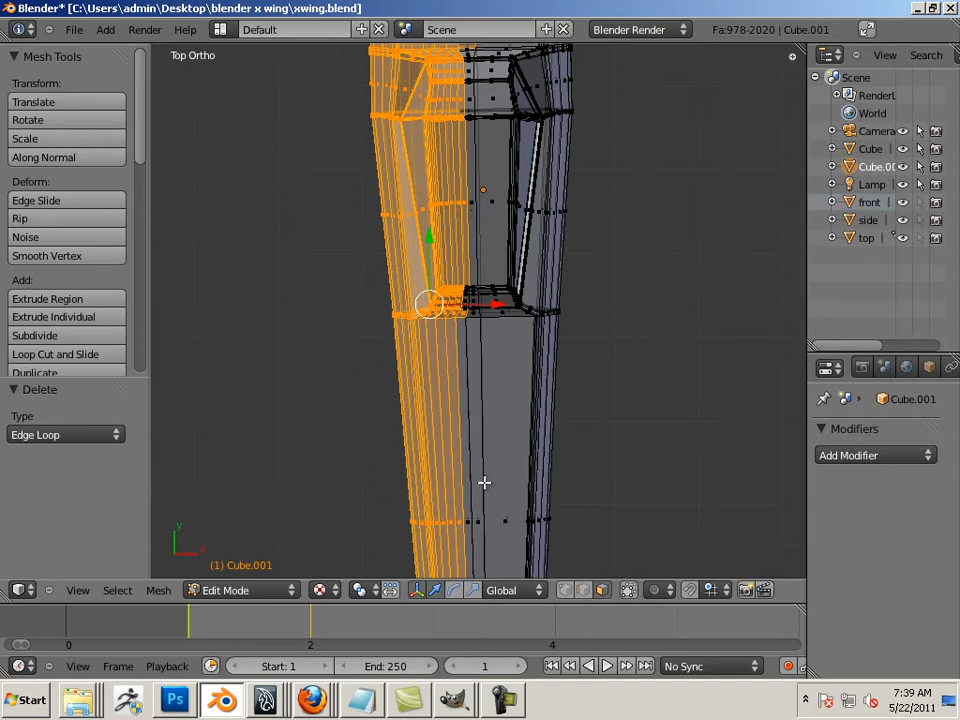 Blender* [C:\Users\admin\Desktop\blender x wing\xwing.blend]
File Add Render Help Default Scene Blender Render Fa:978-2020 | Cube.001
Mesh Tools
Transform:
Translate
Rotate
Scale
Along Normal
Deform:
Edge Slide
Rip
Noise
Smooth Vertex
Add:
Extrude Region
Extrude Individual
Subdivide
Loop Cut and Slide
Duplicate
Delete
Type
Edge Loop
Top Ortho
y
x
(1) Cube.001
View Search
Scene
RenderL
World
Camera
Cube
Cube.00
Lamp
front
side
top
Cube.001
Modifiers
Add Modifier
View Select Mesh Edit Mode Global
0 2 4
View Frame Playback Start: 1 End: 250 1 No Sync
Start
Ps
7:39 AM
5/22/2011